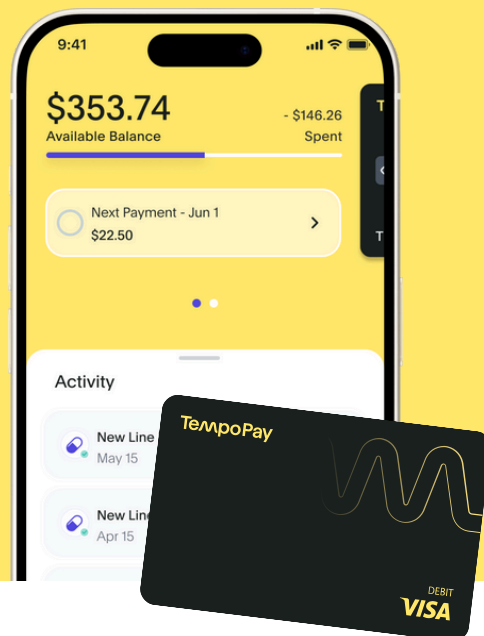 9:41
$353.74
Available Balance
- $146.26
Spent
T
Next Payment - Jun 1
$22.50
T
Activity
New Line
May 15
New Line
Apr 15
TempoPay
DEBIT
VISA